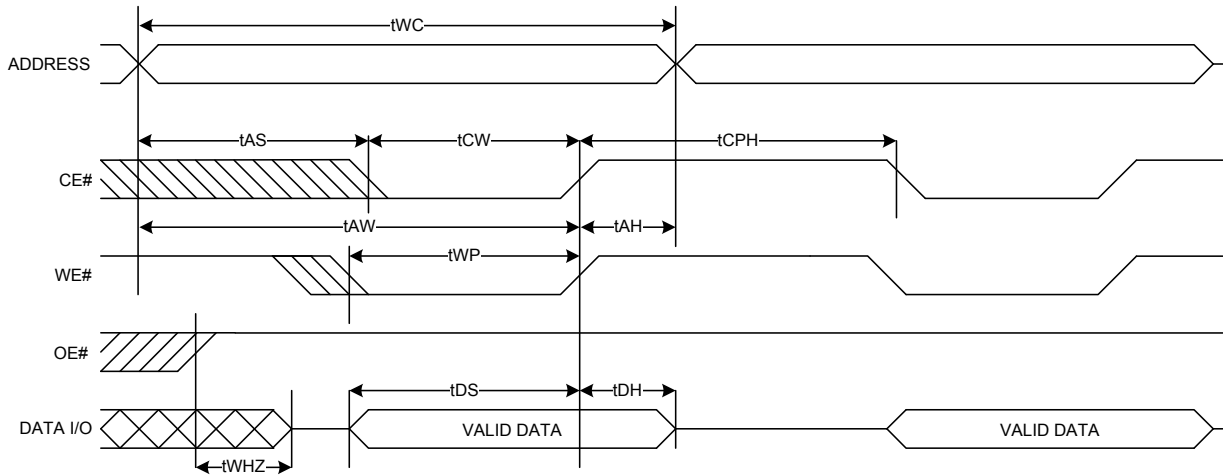 tWC
ADDRESS
tAS
tCW
tCPH
CE#
tAW
tAH
tWP
WE#
OE#
tDS
tDH
DATA I/O
VALID DATA
VALID DATA
tWHZ